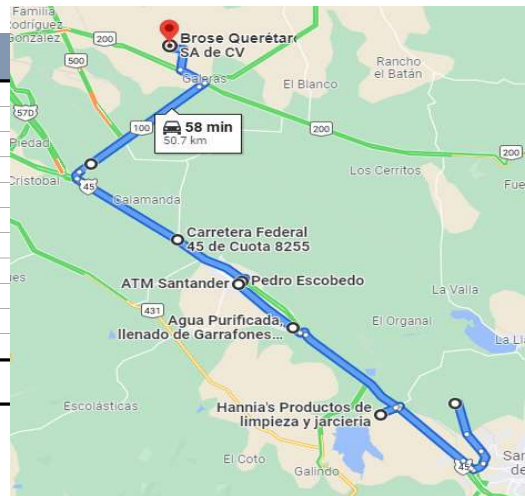 Familia
Rodríguez
González
200
Brose Querétaro
SA de CV
500
Galeras
El Blanco
Rancho
el Batán
57D
100
58 min
50.7 km
200
200
Piedad
Cristobal
45
Los Cerritos
Fue
Calamanda
Carretera Federal
45 de Cuota 8255
ATM Santander
Pedro Escobedo
La Valla
431
Agua Purificada,
llenado de Garrafones...
El Organal
La Lla
Escolásticas
Hannia's Productos de
limpieza y jarciería
El Coto
Galindo
45
San
de